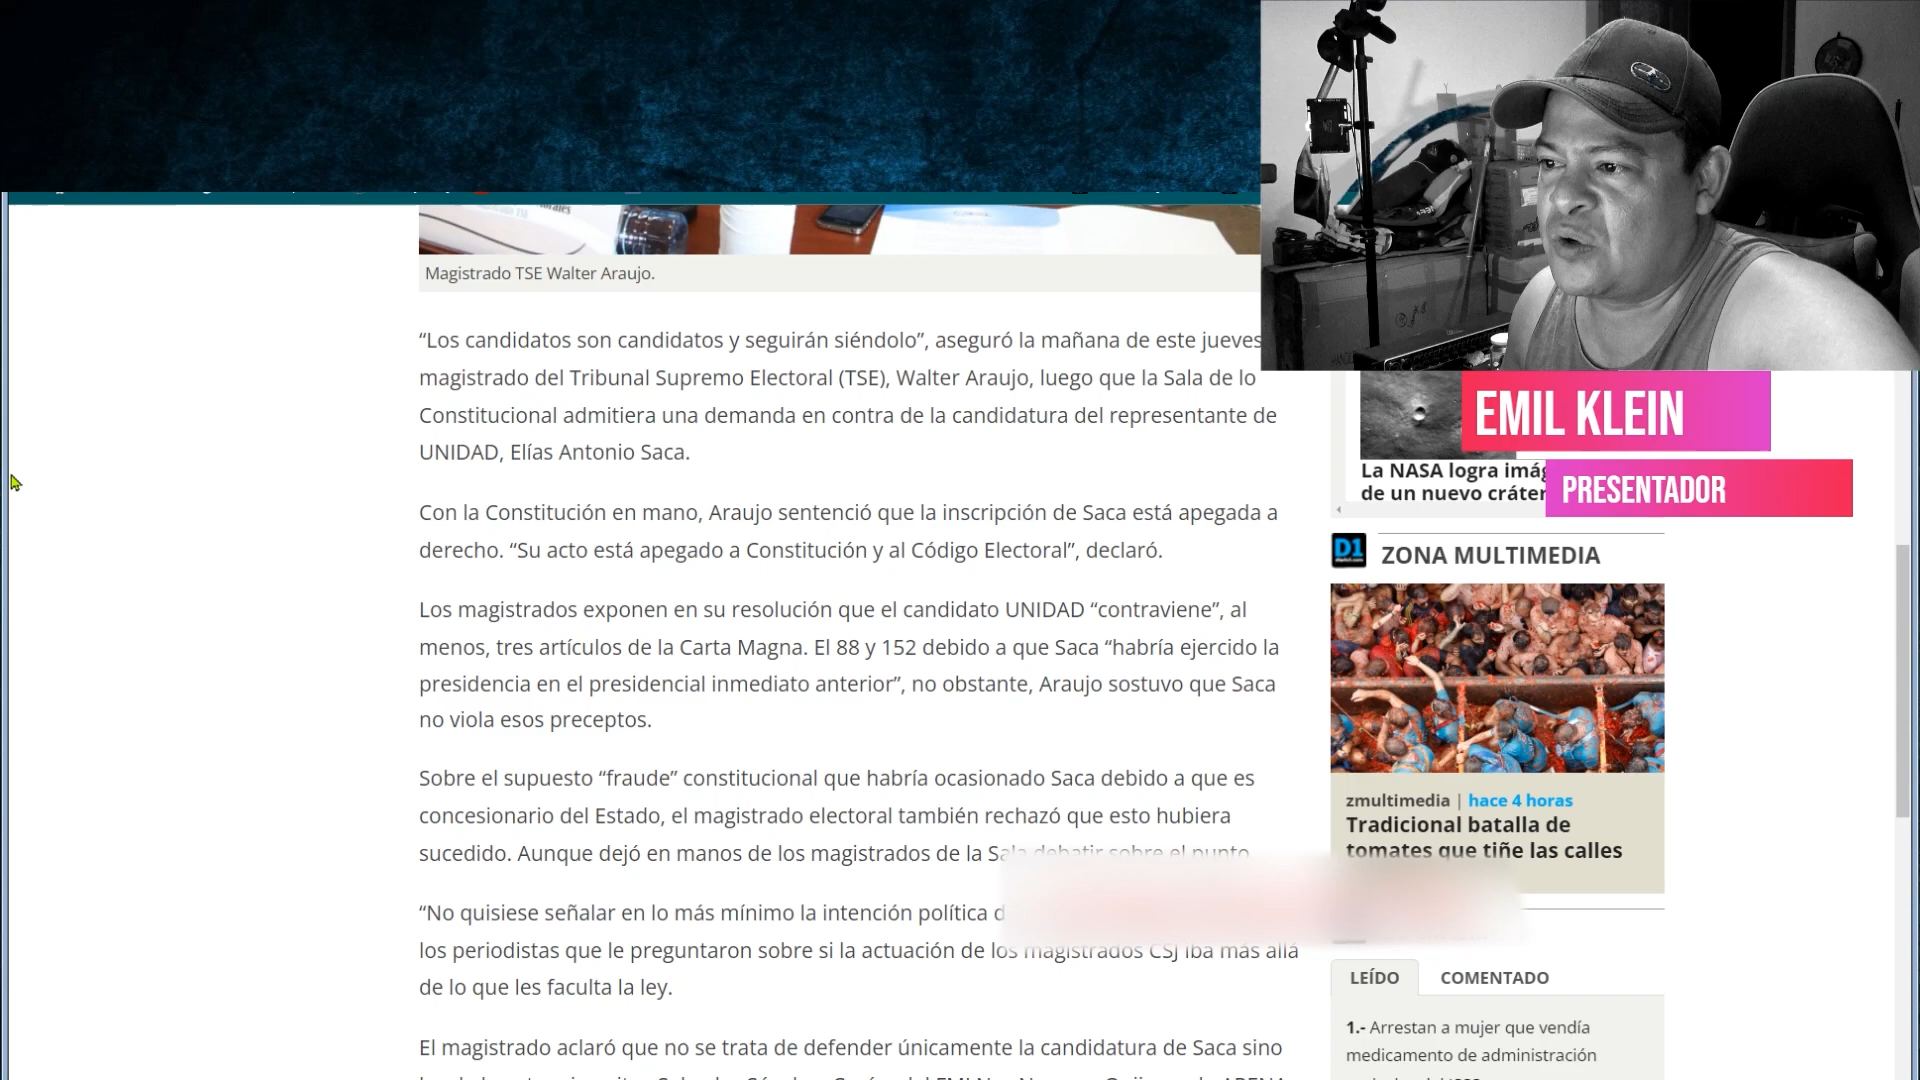 Magistrado TSE Walter Araujo.
“Los candidatos son candidatos y seguirán siéndolo”, aseguró la mañana de este jueves
magistrado del Tribunal Supremo Electoral (TSE), Walter Araujo, luego que la Sala de lo
Constitucional admitiera una demanda en contra de la candidatura del representante de
UNIDAD, Elías Antonio Saca.
Con la Constitución en mano, Araujo sentenció que la inscripción de Saca está apegada a
derecho. “Su acto está apegado a Constitución y al Código Electoral”, declaró.
Los magistrados exponen en su resolución que el candidato UNIDAD “contraviene”, al
menos, tres artículos de la Carta Magna. El 88 y 152 debido a que Saca “habría ejercido la
presidencia en el presidencial inmediato anterior”, no obstante, Araujo sostuvo que Saca
no viola esos preceptos.
Sobre el supuesto “fraude” constitucional que habría ocasionado Saca debido a que es
concesionario del Estado, el magistrado electoral también rechazó que esto hubiera
sucedido. Aunque dejó en manos de los magistrados de la Sala debatir sobre el punto
“No quisiese señalar en lo más mínimo la intención política
los periodistas que le preguntaron sobre si la actuación de los magistrados CSJ iba más allá
de lo que les faculta la ley.
El magistrado aclaró que no se trata de defender únicamente la candidatura de Saca sino
EMIL KLEIN
PRESENTADOR
La NASA logra
de un nuevo cráter
D1
ZONA MULTIMEDIA
zmultimedia | hace 4 horas
Tradicional batalla de
tomates que tiñe las calles
LEÍDO COMENTADO
1.- Arrestan a mujer que vendía
medicamento de administración